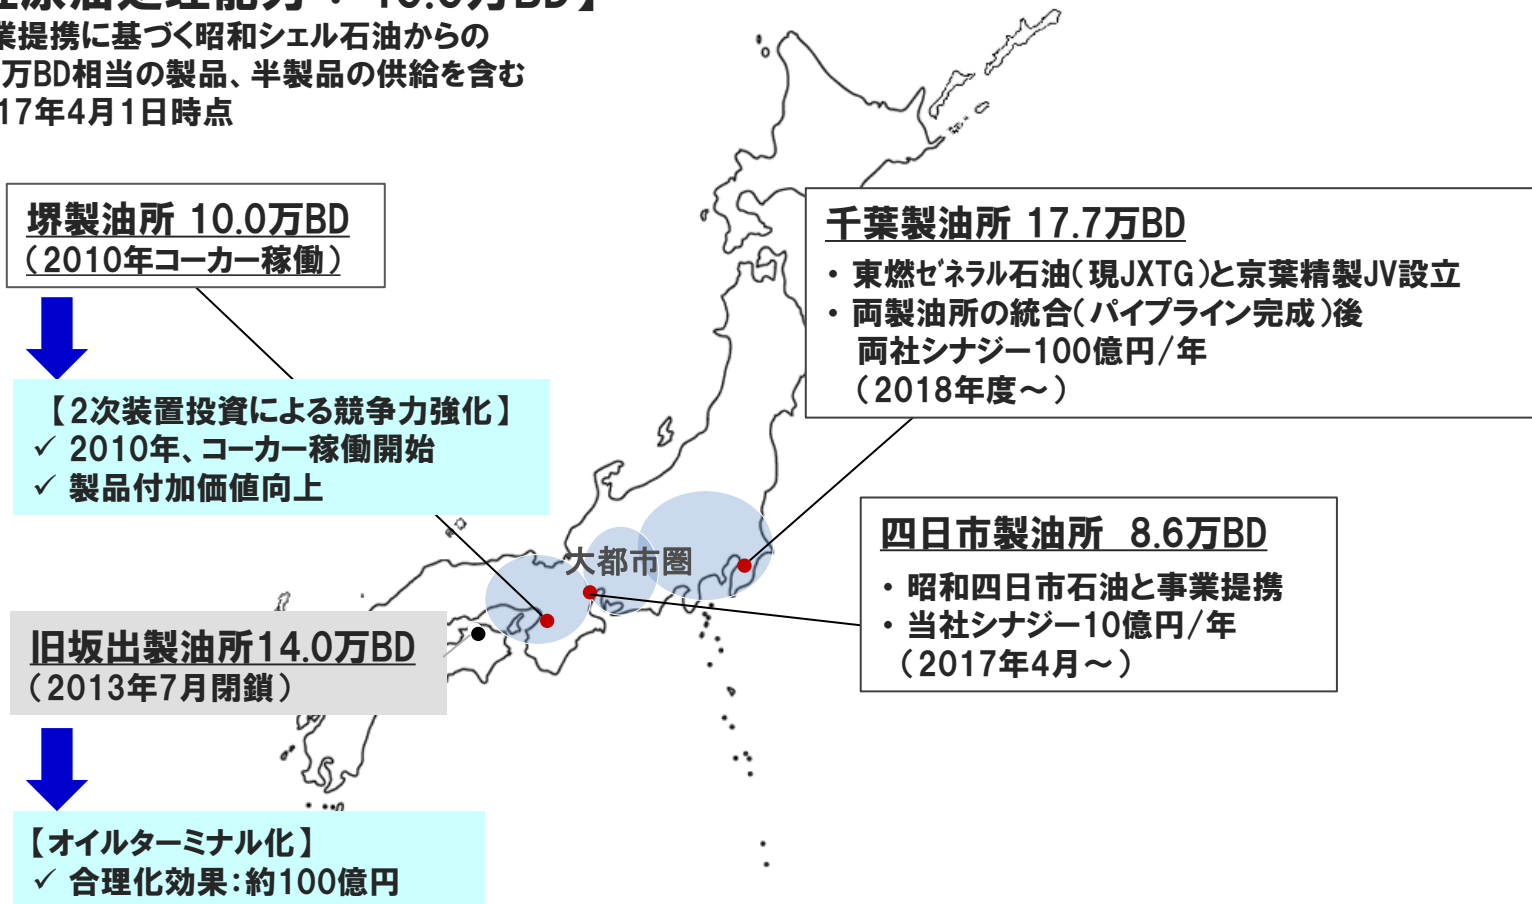 原油処理能力
万BD】
業提携に基づく昭和シェル石油からの
万BD相当の製品、半製品の供給を含む
17年4月1日時点
堺製油所 10.0万BD
（2010年コーカー稼働）
【2次装置投資による競争力強化】
✓ 2010年、コーカー稼働開始
✓ 製品付加価値向上
千葉製油所 17.7万BD
・ 東燃ｾﾞﾈラル石油（現JXTG）と京葉精製JV設立
・ 両製油所の統合（パイプライン完成）後
両社シナジー100億円/年
（2018年度～）
大都市圏
四日市製油所 8.6万BD
・ 昭和四日市石油と事業提携
・ 当社シナジー10億円/年
（2017年4月～）
旧坂出製油所14.0万BD
（2013年7月閉鎖）
【オイルターミナル化】
✓ 合理化効果：約100億円